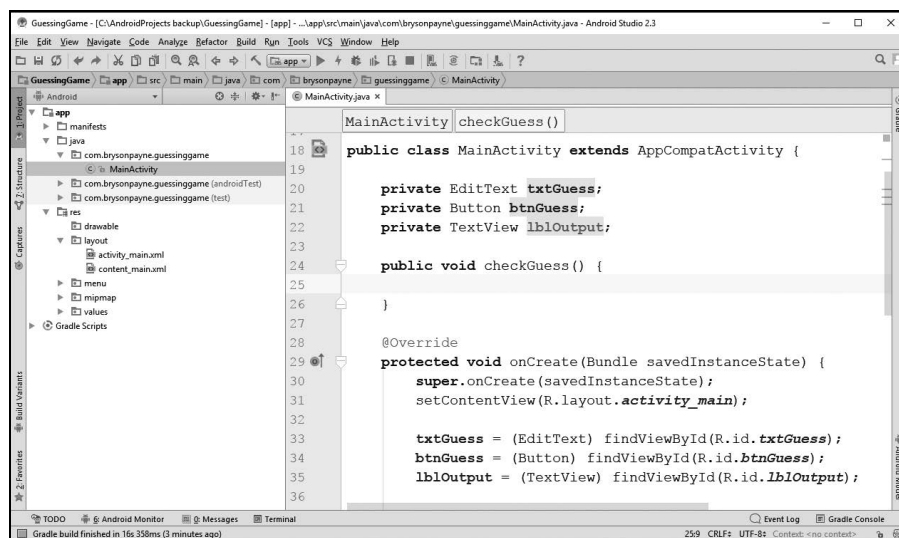 GuessingGame - [C:\AndroidProjects backup\GuessingGame] - [app] - ...\app\src\main\java\com\brysonpayne\guessinggame\MainActivity.java - Android Studio 2.3
File Edit View Navigate Code Analyze Refactor Build Run Tools VCS Window Help
app
GuessingGame app src main java com brysonpayne guessinggame MainActivity
Android
MainActivity.java
1: Project
Z: Structure
Captures
Build Variants
2: Favorites
app
manifests
java
com.brysonpayne.guessinggame
MainActivity
com.brysonpayne.guessinggame (androidTest)
com.brysonpayne.guessinggame (test)
res
drawable
layout
activity_main.xml
content_main.xml
menu
mipmap
values
Gradle Scripts
MainActivity checkGuess()
18 public class MainActivity extends AppCompatActivity {
19
20 private EditText txtGuess;
21 private Button btnGuess;
22 private TextView lblOutput;
23
24 public void checkGuess() {
25
26 }
27
28 @Override
29 protected void onCreate(Bundle savedInstanceState) {
30 super.onCreate(savedInstanceState);
31 setContentView(R.layout.activity_main);
32
33 txtGuess = (EditText) findViewById(R.id.txtGuess);
34 btnGuess = (Button) findViewById(R.id.btnGuess);
35 lblOutput = (TextView) findViewById(R.id.lblOutput);
36
Gradle
TODO 6: Android Monitor 0: Messages Terminal Event Log Gradle Console
Gradle build finished in 16s 358ms (3 minutes ago) 25:9 CRLF UTF-8 Context: <no context>